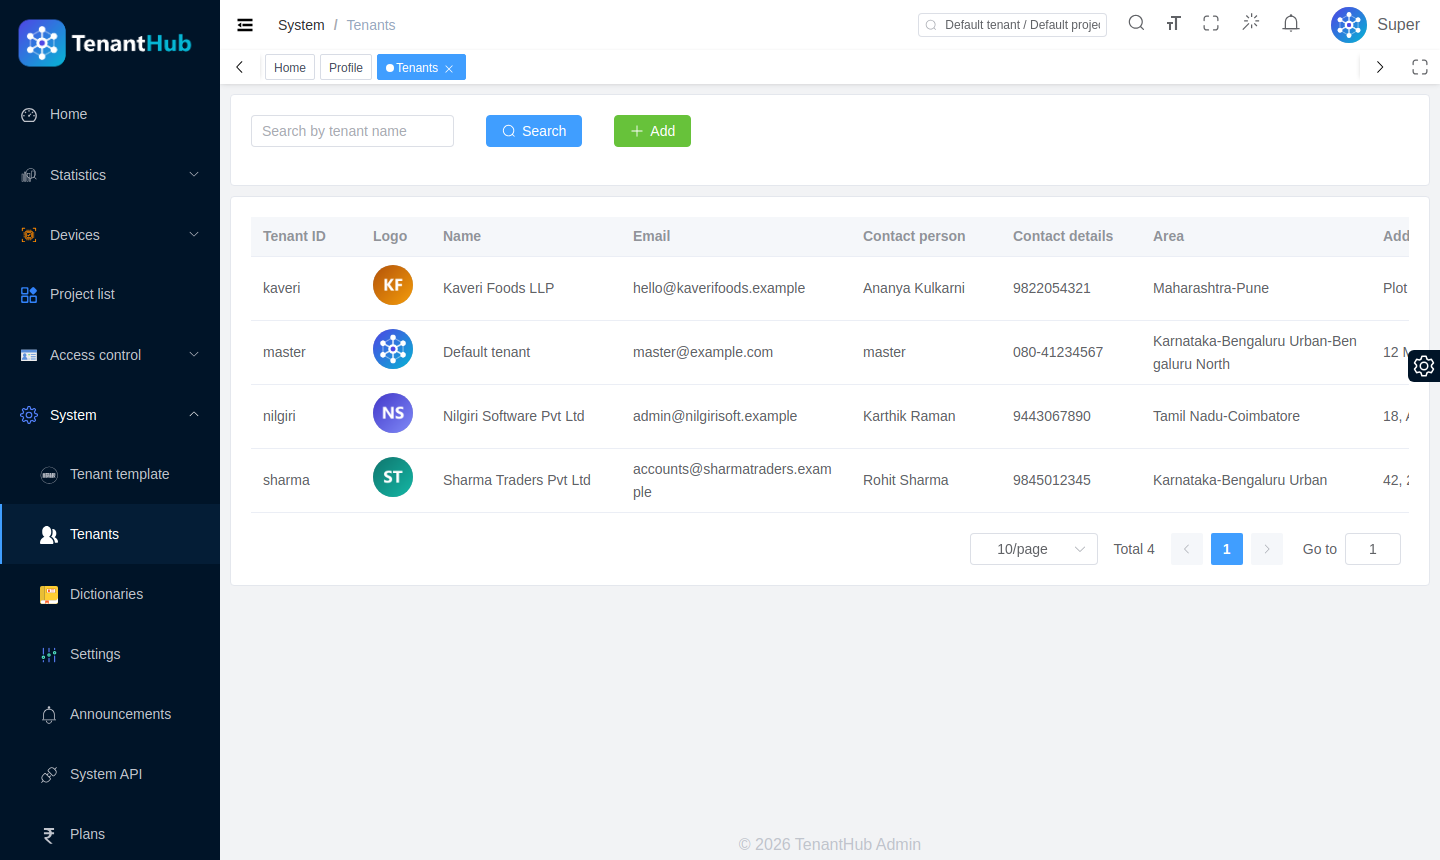 TenantHub
System / Tenants
Default tenant / Default projec
Super
Home
Profile
Tenants
Home
Statistics
Devices
Project list
Access control
System
Tenant template
Tenants
Dictionaries
Settings
Announcements
System API
Plans
Search by tenant name
Search
Add
Tenant ID Logo Name Email Contact person Contact details Area Add
kaveri KF Kaveri Foods LLP hello@kaverifoods.example Ananya Kulkarni 9822054321 Maharashtra-Pune Plot
master Default tenant master@example.com master 080-41234567 Karnataka-Bengaluru Urban-Ben
galuru North 12 M
nilgiri NS Nilgiri Software Pvt Ltd admin@nilgirisoft.example Karthik Raman 9443067890 Tamil Nadu-Coimbatore 18, A
sharma ST Sharma Traders Pvt Ltd accounts@sharmatraders.exam
ple Rohit Sharma 9845012345 Karnataka-Bengaluru Urban 42, 2
10/page Total 4 1 Go to 1
© 2026 TenantHub Admin